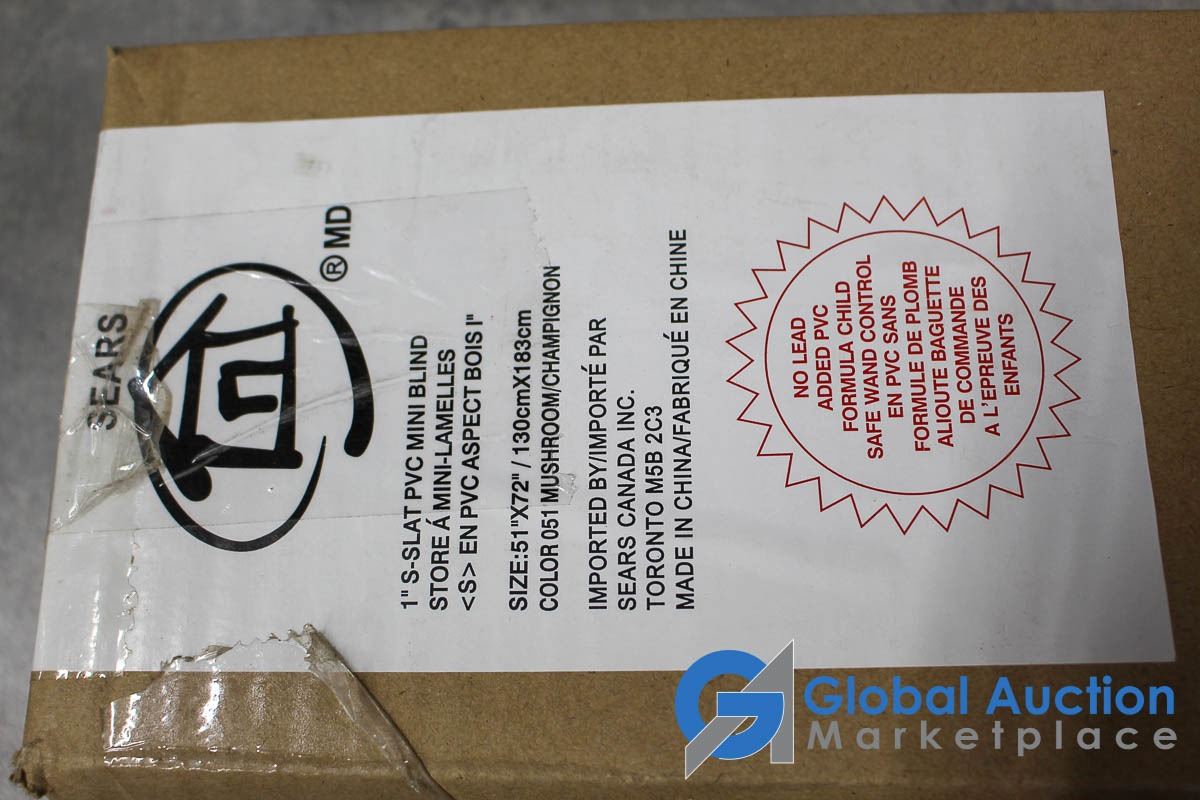 SEARS
® MD
1" S-SLAT PVC MINI BLIND
STORE Á MINI-LAMELLES
<S> EN PVC ASPECT BOIS I"
SIZE:51"X72" / 130cmX183cm
COLOR 051 MUSHROOM/CHAMPIGNON
IMPORTED BY/IMPORTÉ PAR
SEARS CANADA INC.
TORONTO M5B 2C3
MADE IN CHINA/FABRIQUÉ EN CHINE
NO LEAD
ADDED PVC
FORMULA CHILD
SAFE WAND CONTROL
EN PVC SANS
FORMULE DE PLOMB
ALIOUTE BAGUETTE
DE COMMANDE
A L'EPREUVE DES
ENFANTS
Global Auction
Marketplace